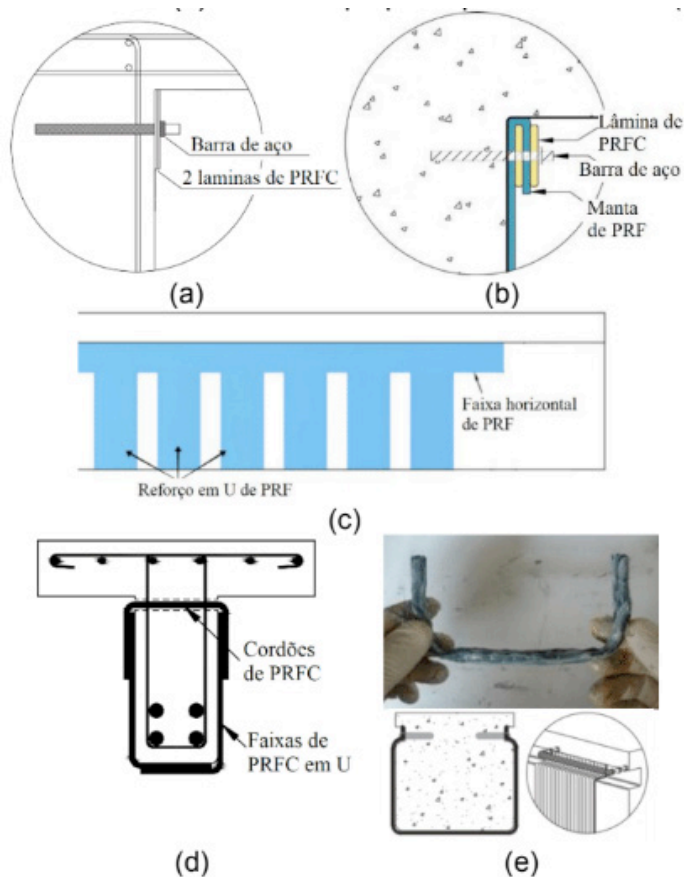 Barra de aço
2 laminas de PRFC
(a)
Lâmina de
PRFC
Barra de aço
Manta
de PRF
(b)
Faixa horizontal
de PRF
Reforço em U de PRF
(c)
Cordões
de PRFC
Faixas de
PRFC em U
(d)
(e)